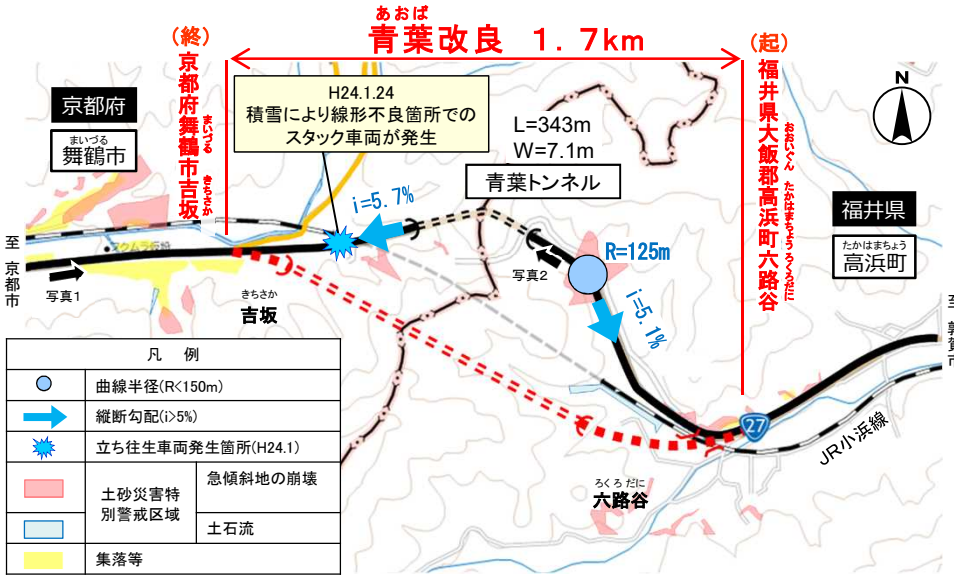 あおば
青葉改良 1.7km
(終)
京都府舞鶴市吉坂
まいづる
きちさか
(起)
福井県大飯郡高浜町六路谷
おおいぐん たかはまちょう ろくろだに
京都府
まいづる
舞鶴市
H24.1.24
積雪により線形不良箇所での
スタック車両が発生
L=343m
W=7.1m
青葉トンネル
N
福井県
たかはまちょう
高浜町
i=5.7%
R=125m
写真2
i=5.1%
至 京都市
写真1
きちさか
吉坂
至 敦賀市
27
JR小浜線
ろくろだに
六路谷
凡 例
曲線半径(R<150m)
縦断勾配(i>5%)
立ち往生車両発生箇所(H24.1)
土砂災害特
別警戒区域
急傾斜地の崩壊
土石流
集落等